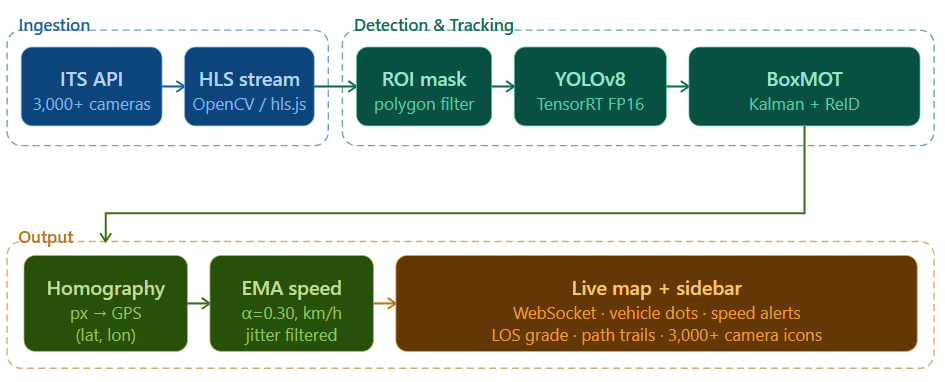 Ingestion
Detection & Tracking
ITS API
3,000+ cameras
HLS stream
OpenCV / hls.js
ROI mask
polygon filter
YOLOv8
TensorRT FP16
BoxMOT
Kalman + ReID
Output
Homography
px → GPS
(lat, lon)
EMA speed
α=0.30, km/h
jitter filtered
Live map + sidebar
WebSocket · vehicle dots · speed alerts
LOS grade · path trails · 3,000+ camera icons